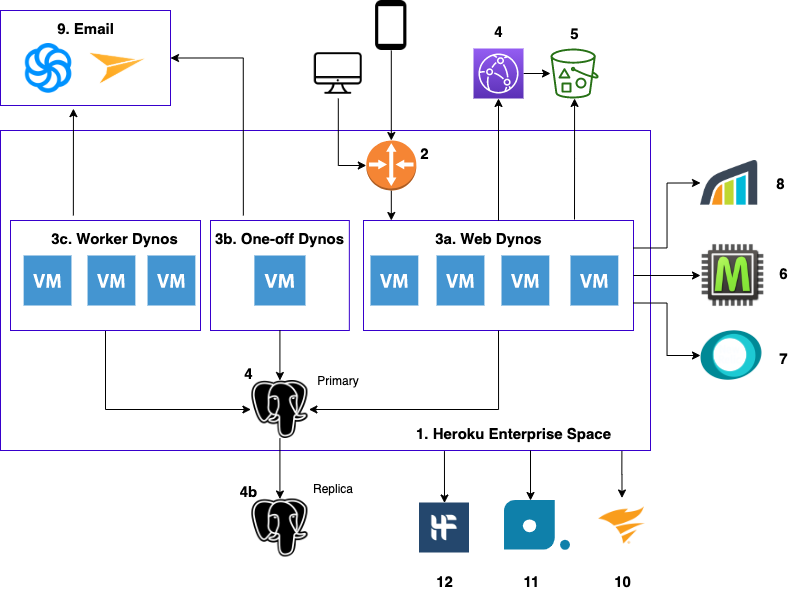 9. Email
4
5
2
8
3c. Worker Dynos
3b. One-off Dynos
3a. Web Dynos
VM
VM
VM
VM
VM
VM
VM
VM
M
6
7
4
Primary
1. Heroku Enterprise Space
4b
Replica
HF
12
11
10